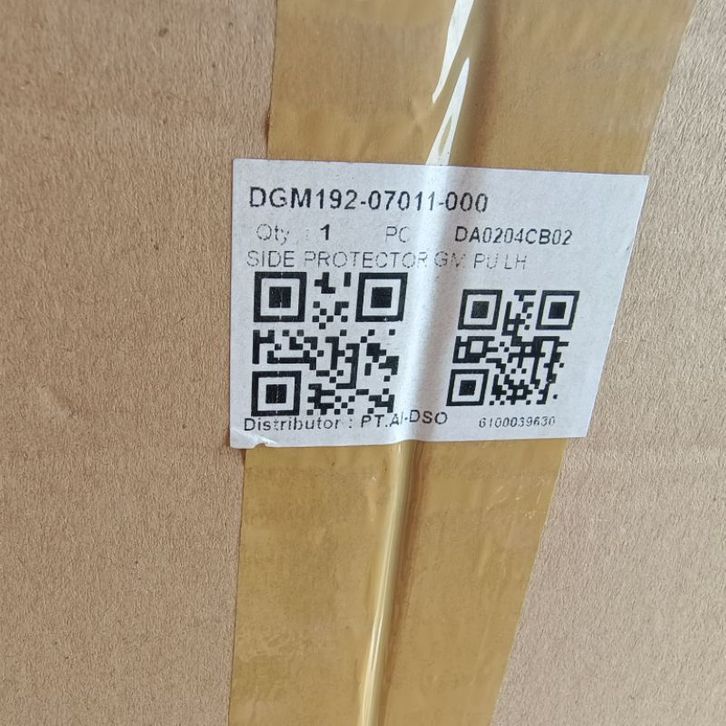 DGM192-07011-000
Qty : 1 PC DA0204CB02
SIDE PROTECTOR GM PU LH
Distributor : PT.AI-DSO 6100039630